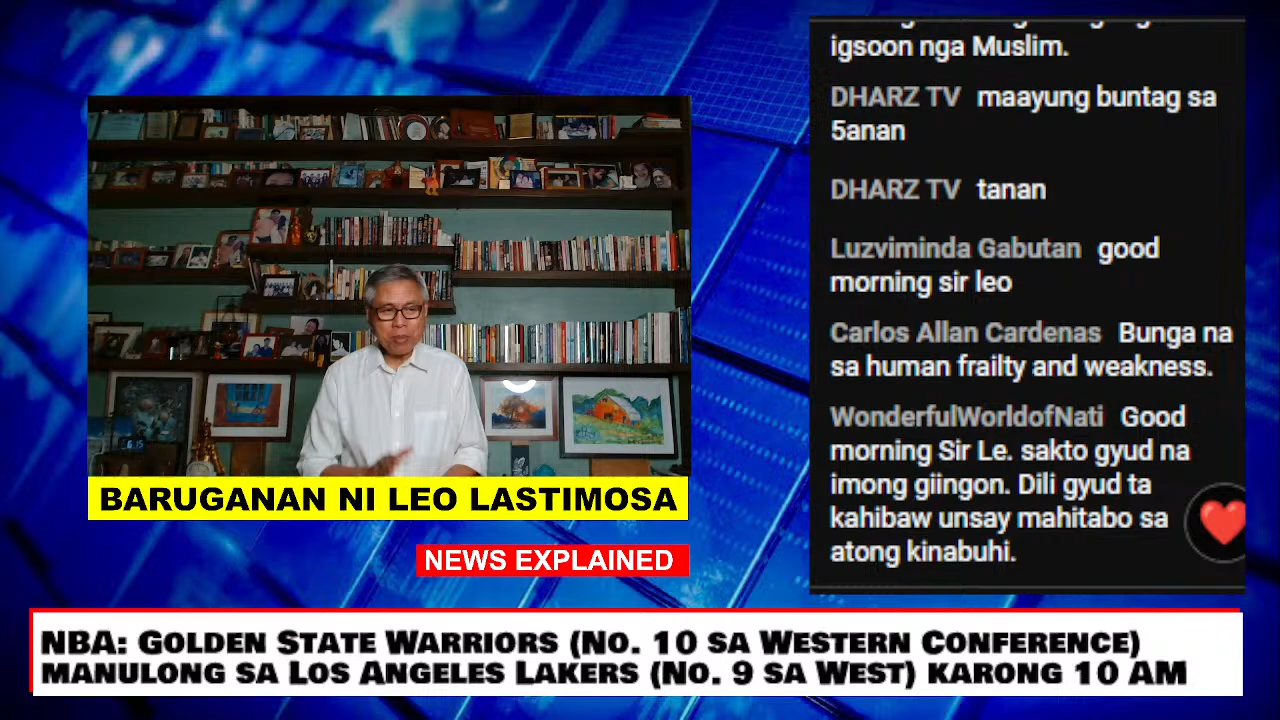 igsoon nga Muslim.
DHARZ TV maayung buntag sa
5anan
DHARZ TV tanan
Luzviminda Gabutan good
morning sir leo
Carlos Allan Cardenas Bunga na
sa human frailty and weakness.
WonderfulWorldofNati Good
morning Sir Le. sakto gyud na
imong giingon. Dili gyud ta
kahibaw unsay mahitabo sa
atong kinabuhi.
BARUGANAN NI LEO LASTIMOSA
NEWS EXPLAINED
NBA: GOLDEN STATE WARRIORS (NO. 10 SA WESTERN CONFERENCE)
MANULONG SA LOS ANGELES LAKERS (NO. 9 SA WEST) KARONG 10 AM